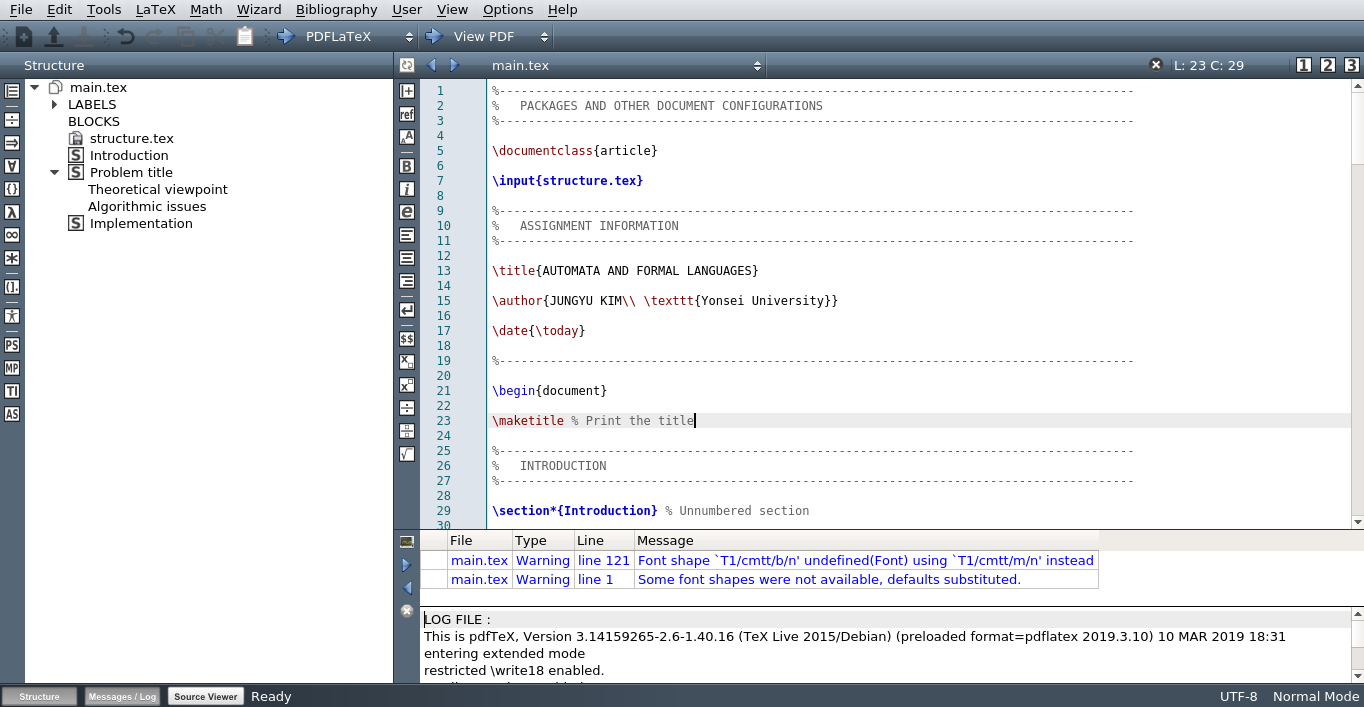 File Edit Tools LaTeX Math Wizard Bibliography User View Options Help
PDFLaTeX View PDF
Structure main.tex L: 23 C: 29 1 2 3
main.tex
LABELS
BLOCKS
structure.tex
S Introduction
S Problem title
Theoretical viewpoint
Algorithmic issues
S Implementation
ref
B
i
e
$$
PS
MP
TI
AS
1 %----------------------------------------------------------------------------------------
2 % PACKAGES AND OTHER DOCUMENT CONFIGURATIONS
3 %----------------------------------------------------------------------------------------
4
5 \documentclass{article}
6
7 \input{structure.tex}
8
9 %----------------------------------------------------------------------------------------
10 % ASSIGNMENT INFORMATION
11 %----------------------------------------------------------------------------------------
12
13 \title{AUTOMATA AND FORMAL LANGUAGES}
14
15 \author{JUNGYU KIM\\ \texttt{Yonsei University}}
16
17 \date{\today}
18
19 %----------------------------------------------------------------------------------------
20
21 \begin{document}
22
23 \maketitle % Print the title
24
25 %----------------------------------------------------------------------------------------
26 % INTRODUCTION
27 %----------------------------------------------------------------------------------------
28
29 \section*{Introduction} % Unnumbered section
30
File Type Line Message
main.tex Warning line 121 Font shape `T1/cmtt/b/n' undefined(Font) using `T1/cmtt/m/n' instead
main.tex Warning line 1 Some font shapes were not available, defaults substituted.
LOG FILE :
This is pdfTeX, Version 3.14159265-2.6-1.40.16 (TeX Live 2015/Debian) (preloaded format=pdflatex 2019.3.10) 10 MAR 2019 18:31
entering extended mode
restricted \write18 enabled.
Structure Messages / Log Source Viewer Ready UTF-8 Normal Mode